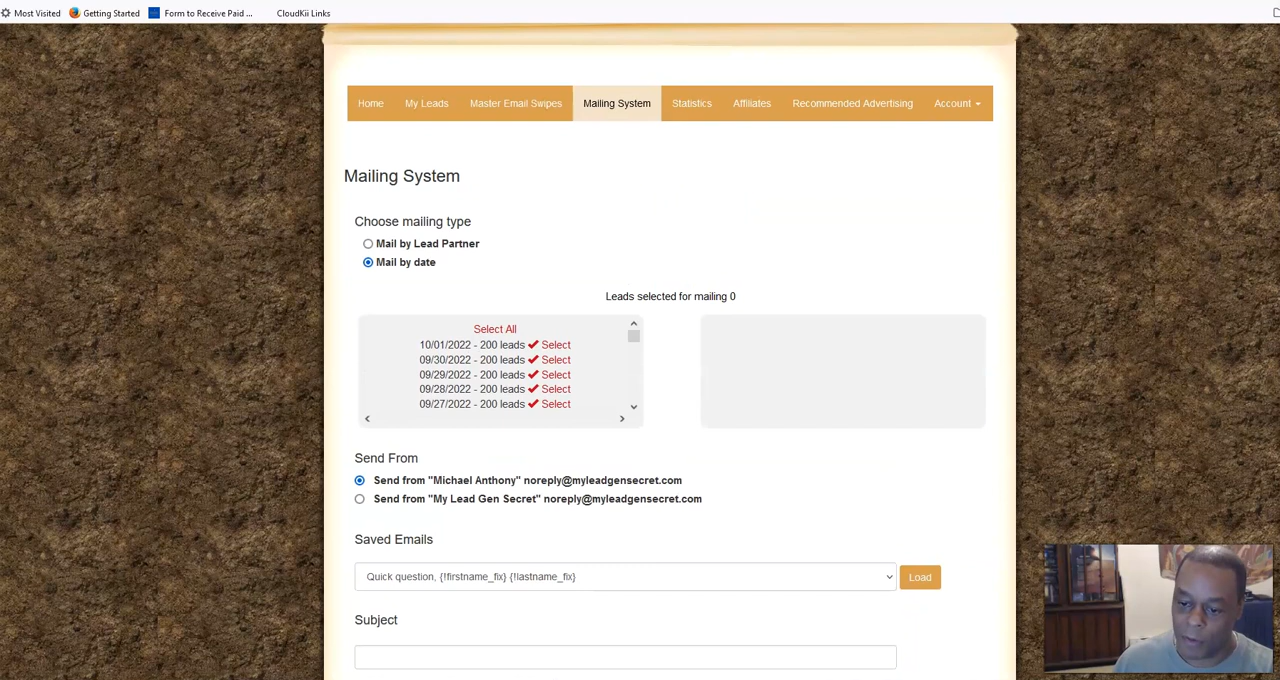 Most Visited Getting Started Form to Receive Paid ... CloudKii Links
Home My Leads Master Email Swipes Mailing System Statistics Affiliates Recommended Advertising Account
Mailing System
Choose mailing type
Mail by Lead Partner
Mail by date
Leads selected for mailing 0
Select All
10/01/2022 - 200 leads ✔ Select
09/30/2022 - 200 leads ✔ Select
09/29/2022 - 200 leads ✔ Select
09/28/2022 - 200 leads ✔ Select
09/27/2022 - 200 leads ✔ Select
Send From
Send from "Michael Anthony" noreply@myleadgensecret.com
Send from "My Lead Gen Secret" noreply@myleadgensecret.com
Saved Emails
Quick question, {!firstname_fix} {!lastname_fix} Load
Subject